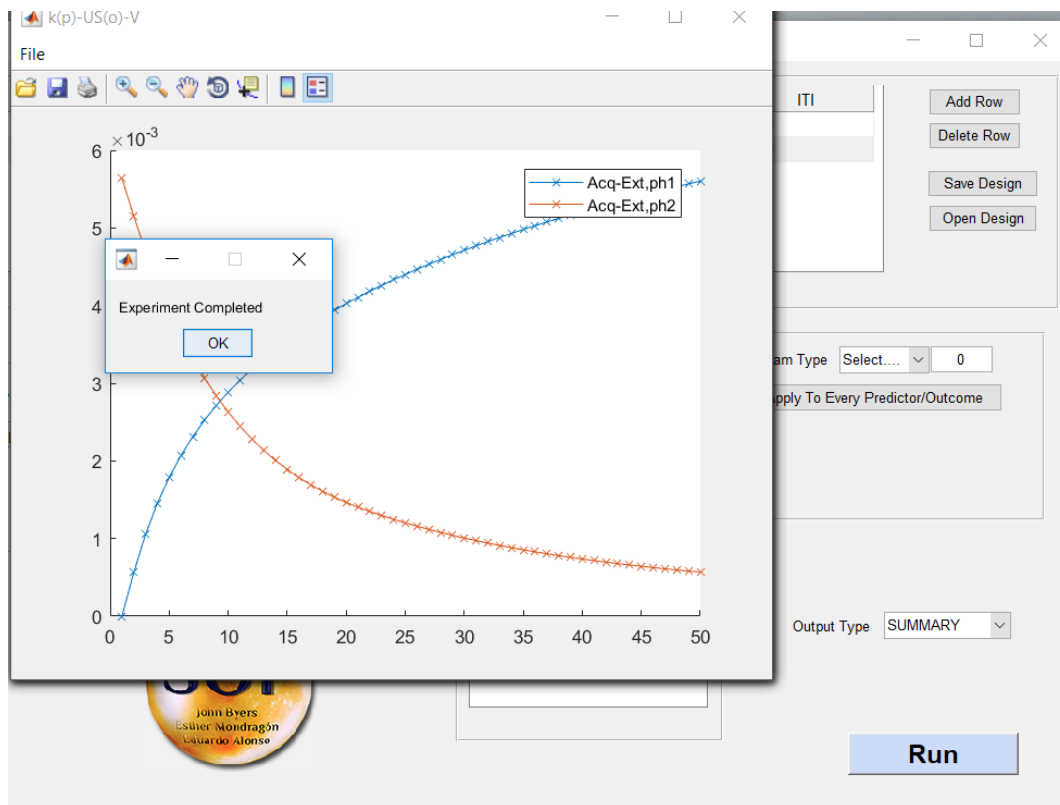 k(p)-US(o)-V
File
×10-3
6
5
4
3
2
1
0
0 5 10 15 20 25 30 35 40 45 50
Acq-Ext,ph1
Acq-Ext,ph2
Experiment Completed
OK
ITI
Add Row
Delete Row
Save Design
Open Design
am Type Select.... 0
pply To Every Predictor/Outcome
Output Type SUMMARY
John Byers
Esther Mondragón
Eduardo Alonso
Run